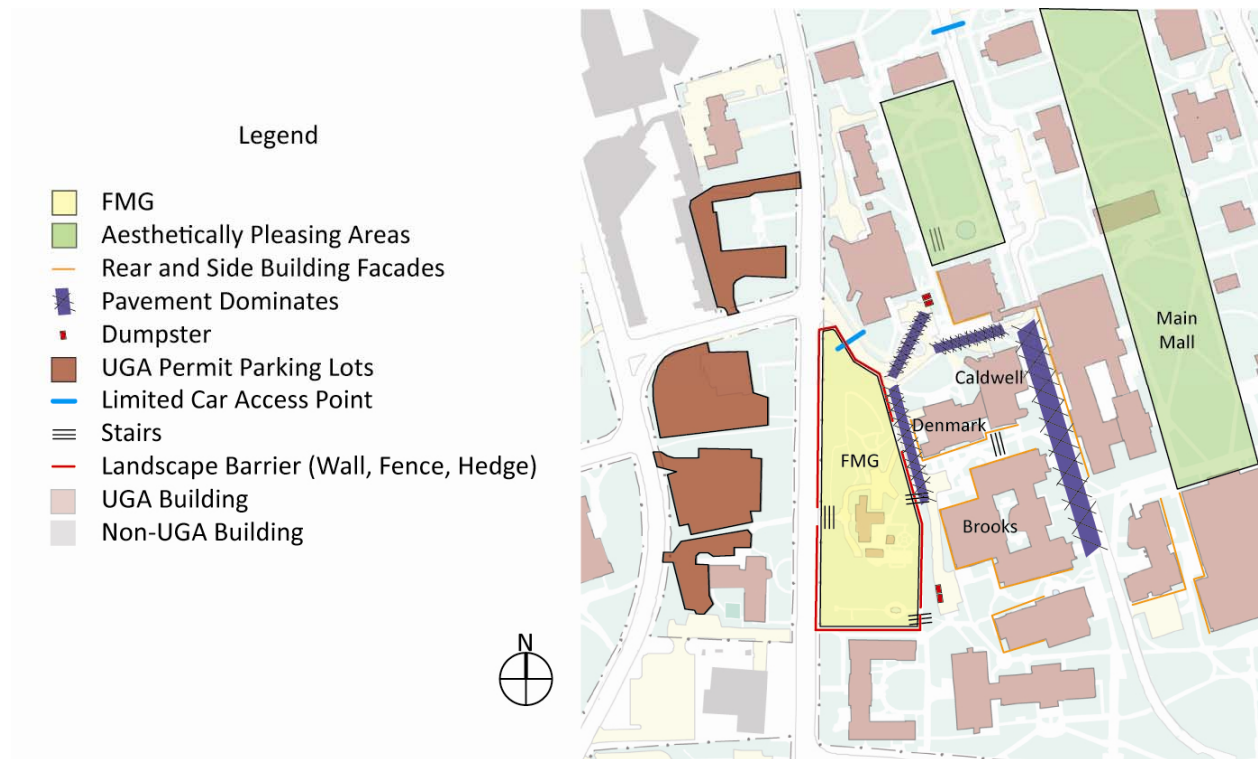 Legend
FMG
Aesthetically Pleasing Areas
Rear and Side Building Facades
Pavement Dominates
Dumpster
UGA Permit Parking Lots
Limited Car Access Point
Stairs
Landscape Barrier (Wall, Fence, Hedge)
UGA Building
Non-UGA Building
N
Main
Mall
Caldwell
Denmark
FMG
Brooks